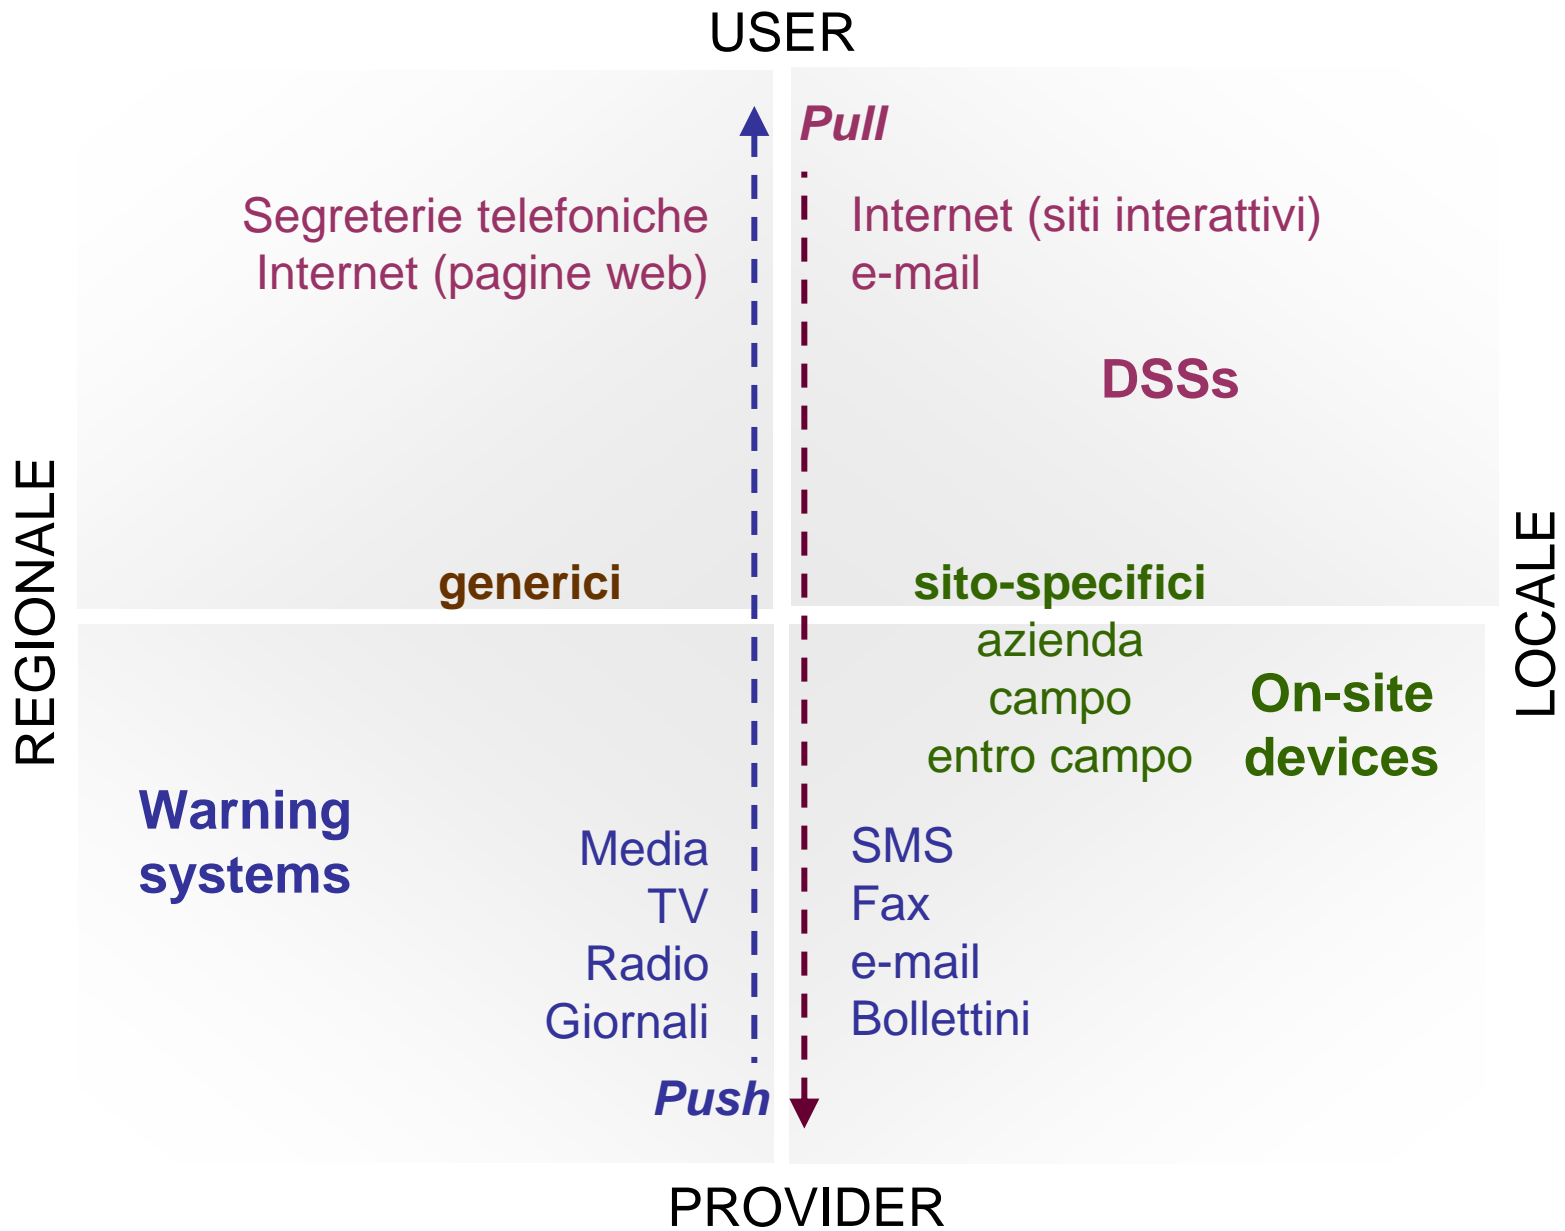 USER
Pull
Segreterie telefoniche
Internet (pagine web)
Internet (siti interattivi)
e-mail
DSSs
REGIONALE
LOCALE
generici
sito-specifici
azienda
campo
entro campo
On-site
devices
Warning
systems
Media
TV
Radio
Giornali
SMS
Fax
e-mail
Bollettini
Push
PROVIDER